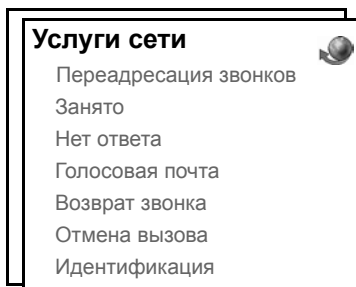 Услуги сети
Переадресация звонков
Занято
Нет ответа
Голосовая почта
Возврат звонка
Отмена вызова
Идентификация